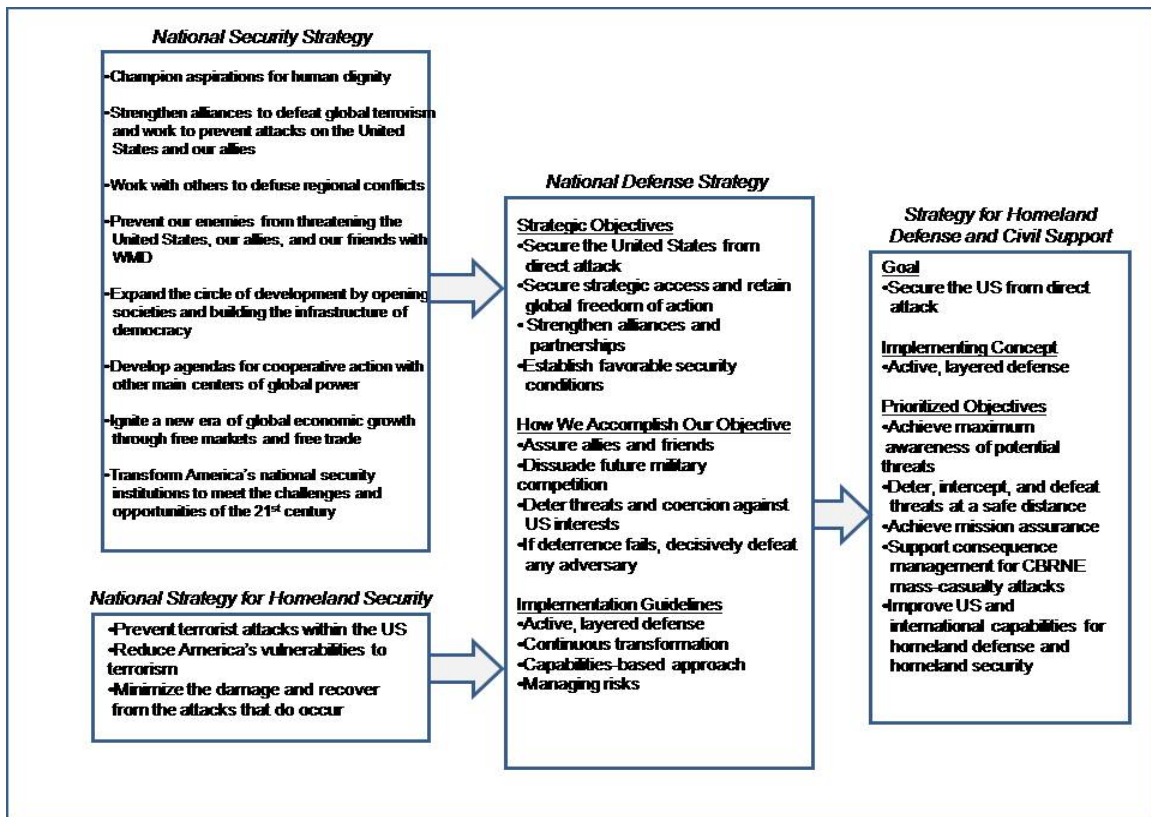 National Security Strategy
•Champion aspirations for human dignity
•Strengthen alliances to defeat global terrorism
and work to prevent attacks on the United
States and our allies
•Work with others to defuse regional conflicts
•Prevent our enemies from threatening the
United States, our allies, and our friends with
WMD
•Expand the circle of development by opening
societies and building the infrastructure of
democracy
•Develop agendas for cooperative action with
other main centers of global power
•Ignite a new era of global economic growth
through free markets and free trade
•Transform America's national security
institutions to meet the challenges and
opportunities of the 21st century
National Strategy for Homeland Security
•Prevent terrorist attacks within the US
•Reduce America's vulnerabilities to
terrorism
•Minimize the damage and recover
from the attacks that do occur
National Defense Strategy
Strategic Objectives
•Secure the United States from
direct attack
•Secure strategic access and retain
global freedom of action
• Strengthen alliances and
partnerships
•Establish favorable security
conditions
How We Accomplish Our Objective
•Assure allies and friends
•Dissuade future military
competition
•Deter threats and coercion against
US interests
•If deterrence fails, decisively defeat
any adversary
Implementation Guidelines
•Active, layered defense
•Continuous transformation
•Capabilities-based approach
•Managing risks
Strategy for Homeland
Defense and Civil Support
Goal
•Secure the US from direct
attack
Implementing Concept
•Active, layered defense
Prioritized Objectives
•Achieve maximum
awareness of potential
threats
•Deter, intercept, and defeat
threats at a safe distance
•Achieve mission assurance
•Support consequence
management for CBRNE
mass-casualty attacks
•Improve US and
international capabilities for
homeland defense and
homeland security